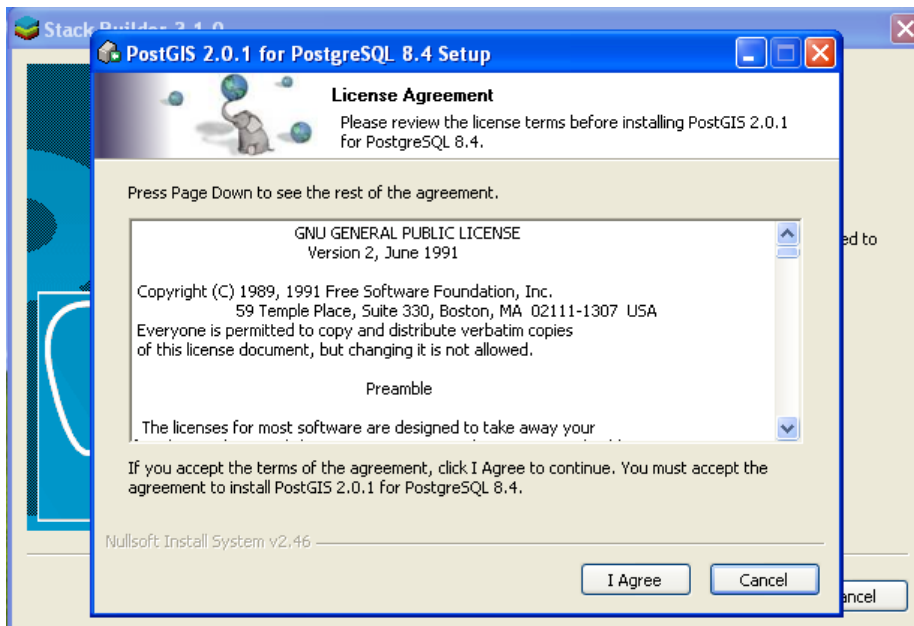 Stack Builder 3.1.0
PostGIS 2.0.1 for PostgreSQL 8.4 Setup
License Agreement
Please review the license terms before installing PostGIS 2.0.1
for PostgreSQL 8.4.
Press Page Down to see the rest of the agreement.
GNU GENERAL PUBLIC LICENSE
Version 2, June 1991
Copyright (C) 1989, 1991 Free Software Foundation, Inc.
59 Temple Place, Suite 330, Boston, MA 02111-1307 USA
Everyone is permitted to copy and distribute verbatim copies
of this license document, but changing it is not allowed.
Preamble
The licenses for most software are designed to take away your
ed to
If you accept the terms of the agreement, click I Agree to continue. You must accept the
agreement to install PostGIS 2.0.1 for PostgreSQL 8.4.
Nullsoft Install System v2.46
I Agree
Cancel
ancel